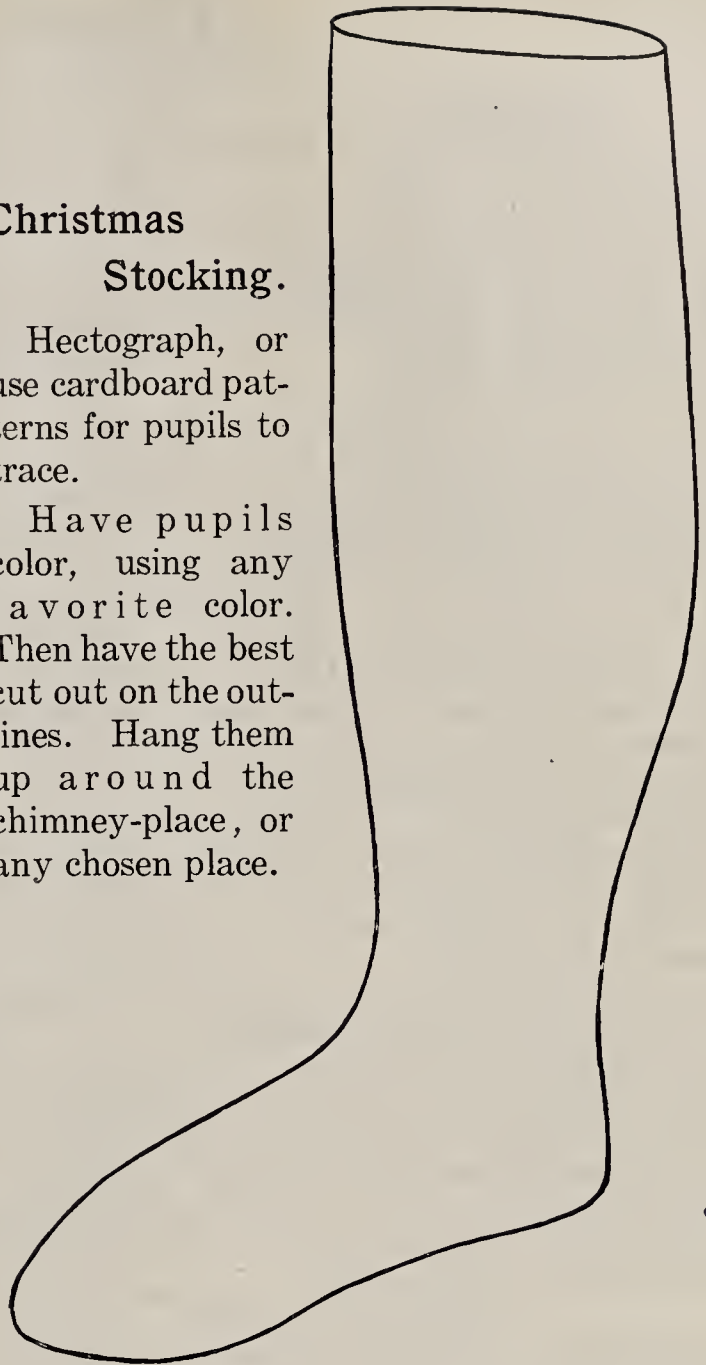 Christmas
Stocking.
Hectograph, or
use cardboard pat-
terns for pupils to
trace.
Have pupils
color, using any
avorite color.
Then have the best
cut out on the out-
ines. Hang them
up around the
chimney-place, or
any chosen place.